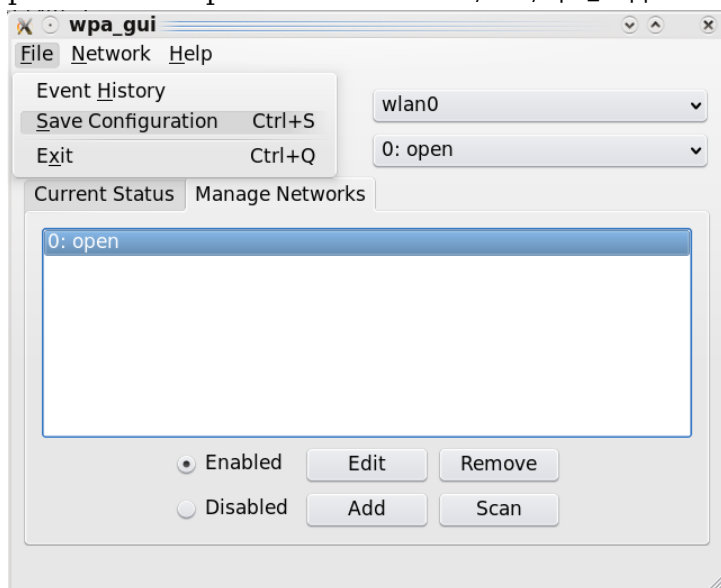 wpa_gui
File Network Help
Event History
Save Configuration Ctrl+S
Exit Ctrl+Q
wlan0
0: open
Current Status Manage Networks
0: open
Enabled Edit Remove
Disabled Add Scan